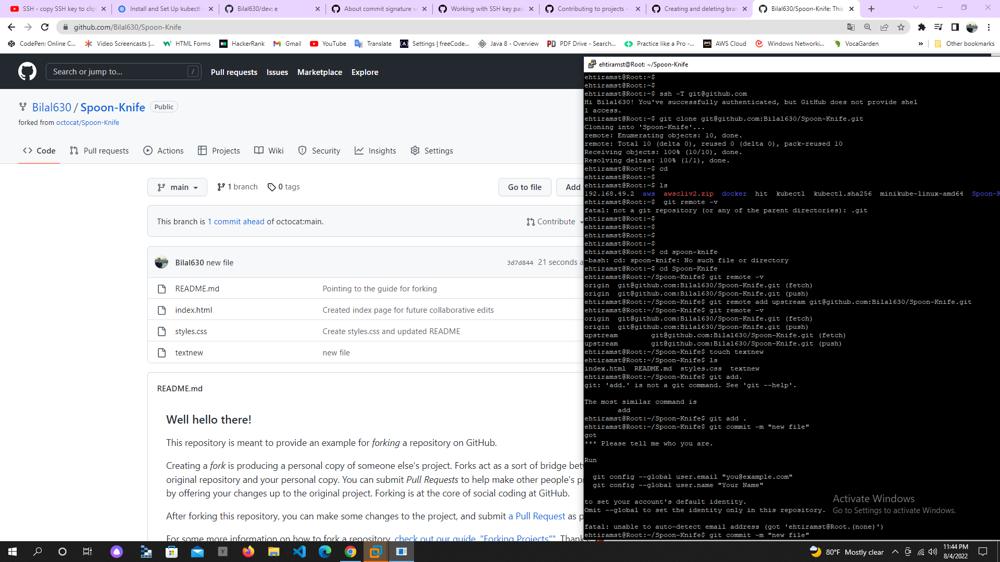 SSH - copy SSH key to clip
Install and Set Up kubectl
Bilal630/dev: e
About commit signature ve
Working with SSH key pas
Contributing to projects -
Creating and deleting bran
Bilal630/Spoon-Knife: This
github.com/Bilal630/Spoon-Knife
CodePen: Online C...
Video Screencasts |...
HTML Forms
HackerRank
Gmail
YouTube
Translate
Settings | freeCode...
Java 8 - Overview
PDF Drive - Search...
Practice like a Pro -...
AWS Cloud
Windows Networki...
VocaGarden
»
Other bookmarks
Search or jump to...
/
Pull requests
Issues
Marketplace
Explore
Bilal630 / Spoon-Knife
Public
forked from octocat/Spoon-Knife
Code
Pull requests
Actions
Projects
Wiki
Security
Insights
Settings
main
1 branch
0 tags
Go to file
Add
This branch is 1 commit ahead of octocat:main.
Contribute
Bilal630 new file
3d7d844 21 seconds a
README.md
Pointing to the guide for forking
index.html
Created index page for future collaborative edits
styles.css
Create styles.css and updated README
textnew
new file
README.md
Well hello there!
This repository is meant to provide an example for forking a repository on GitHub.
Creating a fork is producing a personal copy of someone else's project. Forks act as a sort of bridge bet
original repository and your personal copy. You can submit Pull Requests to help make other people's p
by offering your changes up to the original project. Forking is at the core of social coding at GitHub.
After forking this repository, you can make some changes to the project, and submit a Pull Request as p
For some more information on how to fork a repository, check out our guide, "Forking Projects"". Thanks
ehtiramst@Root: ~/Spoon-Knife
ehtiramst@Root:~$
ehtiramst@Root:~$
ehtiramst@Root:~$ ssh -T git@github.com
Hi Bilal630! You've successfully authenticated, but GitHub does not provide shel
l access.
ehtiramst@Root:~$ git clone git@github.com:Bilal630/Spoon-Knife.git
Cloning into 'Spoon-Knife'...
remote: Enumerating objects: 10, done.
remote: Total 10 (delta 0), reused 0 (delta 0), pack-reused 10
Receiving objects: 100% (10/10), done.
Resolving deltas: 100% (1/1), done.
ehtiramst@Root:~$ cd
ehtiramst@Root:~$
ehtiramst@Root:~$ ls
192.168.49.2  aws  awscliv2.zip  docker  hit  kubectl  kubectl.sha256  minikube-linux-amd64  Spoon-K
ehtiramst@Root:~$  git remote -v
fatal: not a git repository (or any of the parent directories): .git
ehtiramst@Root:~$
ehtiramst@Root:~$
ehtiramst@Root:~$
ehtiramst@Root:~$
ehtiramst@Root:~$ cd spoon-knife
-bash: cd: spoon-knife: No such file or directory
ehtiramst@Root:~$ cd Spoon-Knife
ehtiramst@Root:~/Spoon-Knife$ git remote -v
origin  git@github.com:Bilal630/Spoon-Knife.git (fetch)
origin  git@github.com:Bilal630/Spoon-Knife.git (push)
ehtiramst@Root:~/Spoon-Knife$ git remote add upstream git@github.com:Bilal630/Spoon-Knife.git
ehtiramst@Root:~/Spoon-Knife$ git remote -v
origin  git@github.com:Bilal630/Spoon-Knife.git (fetch)
origin  git@github.com:Bilal630/Spoon-Knife.git (push)
upstream        git@github.com:Bilal630/Spoon-Knife.git (fetch)
upstream        git@github.com:Bilal630/Spoon-Knife.git (push)
ehtiramst@Root:~/Spoon-Knife$ touch textnew
ehtiramst@Root:~/Spoon-Knife$ ls
index.html  README.md  styles.css  textnew
ehtiramst@Root:~/Spoon-Knife$ git add.
git: 'add.' is not a git command. See 'git --help'.
The most similar command is
add
ehtiramst@Root:~/Spoon-Knife$ git add .
ehtiramst@Root:~/Spoon-Knife$ git commit -m "new file"
got
*** Please tell me who you are.
Run
git config --global user.email "you@example.com"
git config --global user.name "Your Name"
to set your account's default identity.
Omit --global to set the identity only in this repository.
fatal: unable to auto-detect email address (got 'ehtiramst@Root.(none)')
ehtiramst@Root:~/Spoon-Knife$ git commit -m "new file"
Activate Windows
Go to Settings to activate Windows.
80°F Mostly clear
11:44 PM
8/4/2022